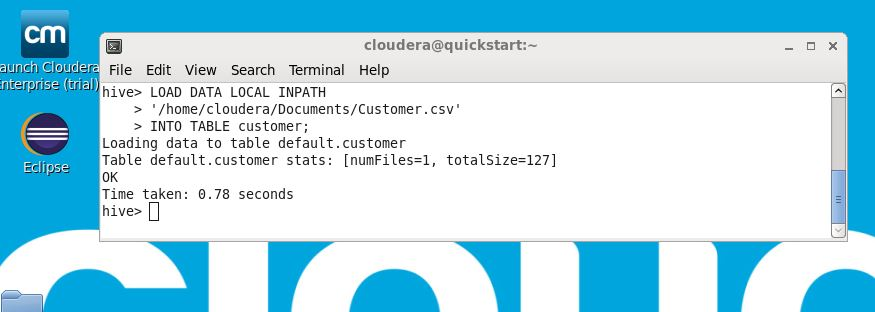 cm
aunch Cloudera
nterprise (trial)
Eclipse
cloudera@quickstart:~
File Edit View Search Terminal Help
hive> LOAD DATA LOCAL INPATH
    > '/home/cloudera/Documents/Customer.csv'
    > INTO TABLE customer;
Loading data to table default.customer
Table default.customer stats: [numFiles=1, totalSize=127]
OK
Time taken: 0.78 seconds
hive>